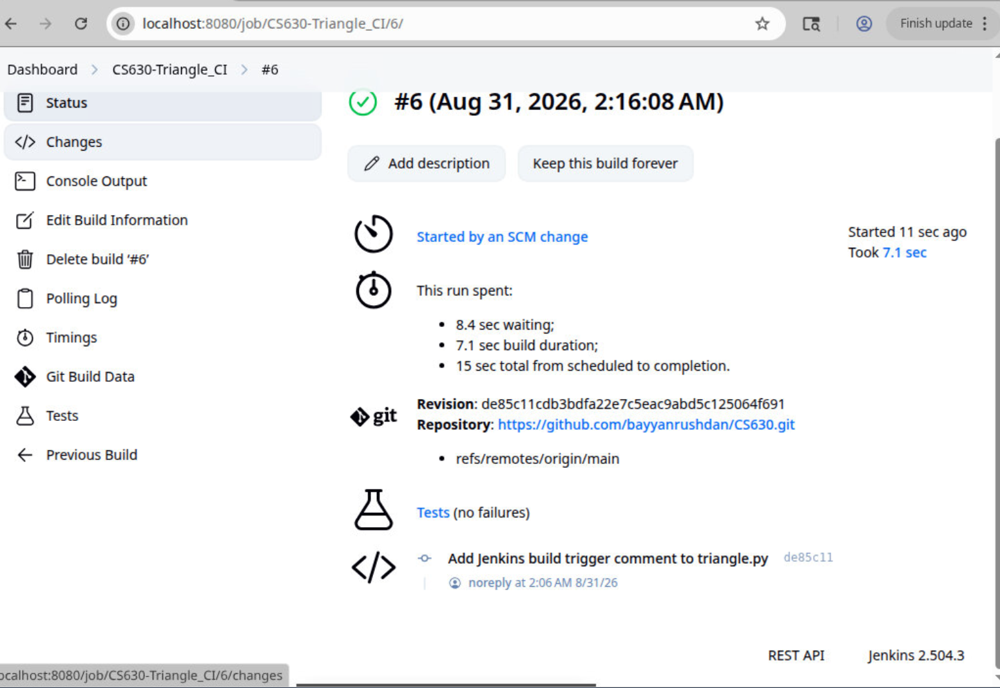 localhost:8080/job/CS630-Triangle_CI/6/
Finish update
Dashboard
CS630-Triangle_CI
#6
Status
Changes
Console Output
Edit Build Information
Delete build ‘#6’
Polling Log
Timings
Git Build Data
Tests
Previous Build
#6 (Aug 31, 2026, 2:16:08 AM)
Add description
Keep this build forever
Started by an SCM change
Started 11 sec ago
Took 7.1 sec
This run spent:
8.4 sec waiting;
7.1 sec build duration;
15 sec total from scheduled to completion.
git
Revision: de85c11cdb3bdfa22e7c5eac9abd5c125064f691
Repository: https://github.com/bayyanrushdan/CS630.git
refs/remotes/origin/main
Tests (no failures)
Add Jenkins build trigger comment to triangle.py de85c11
noreply at 2:06 AM 8/31/26
REST API
Jenkins 2.504.3
ocalhost:8080/job/CS630-Triangle_CI/6/changes